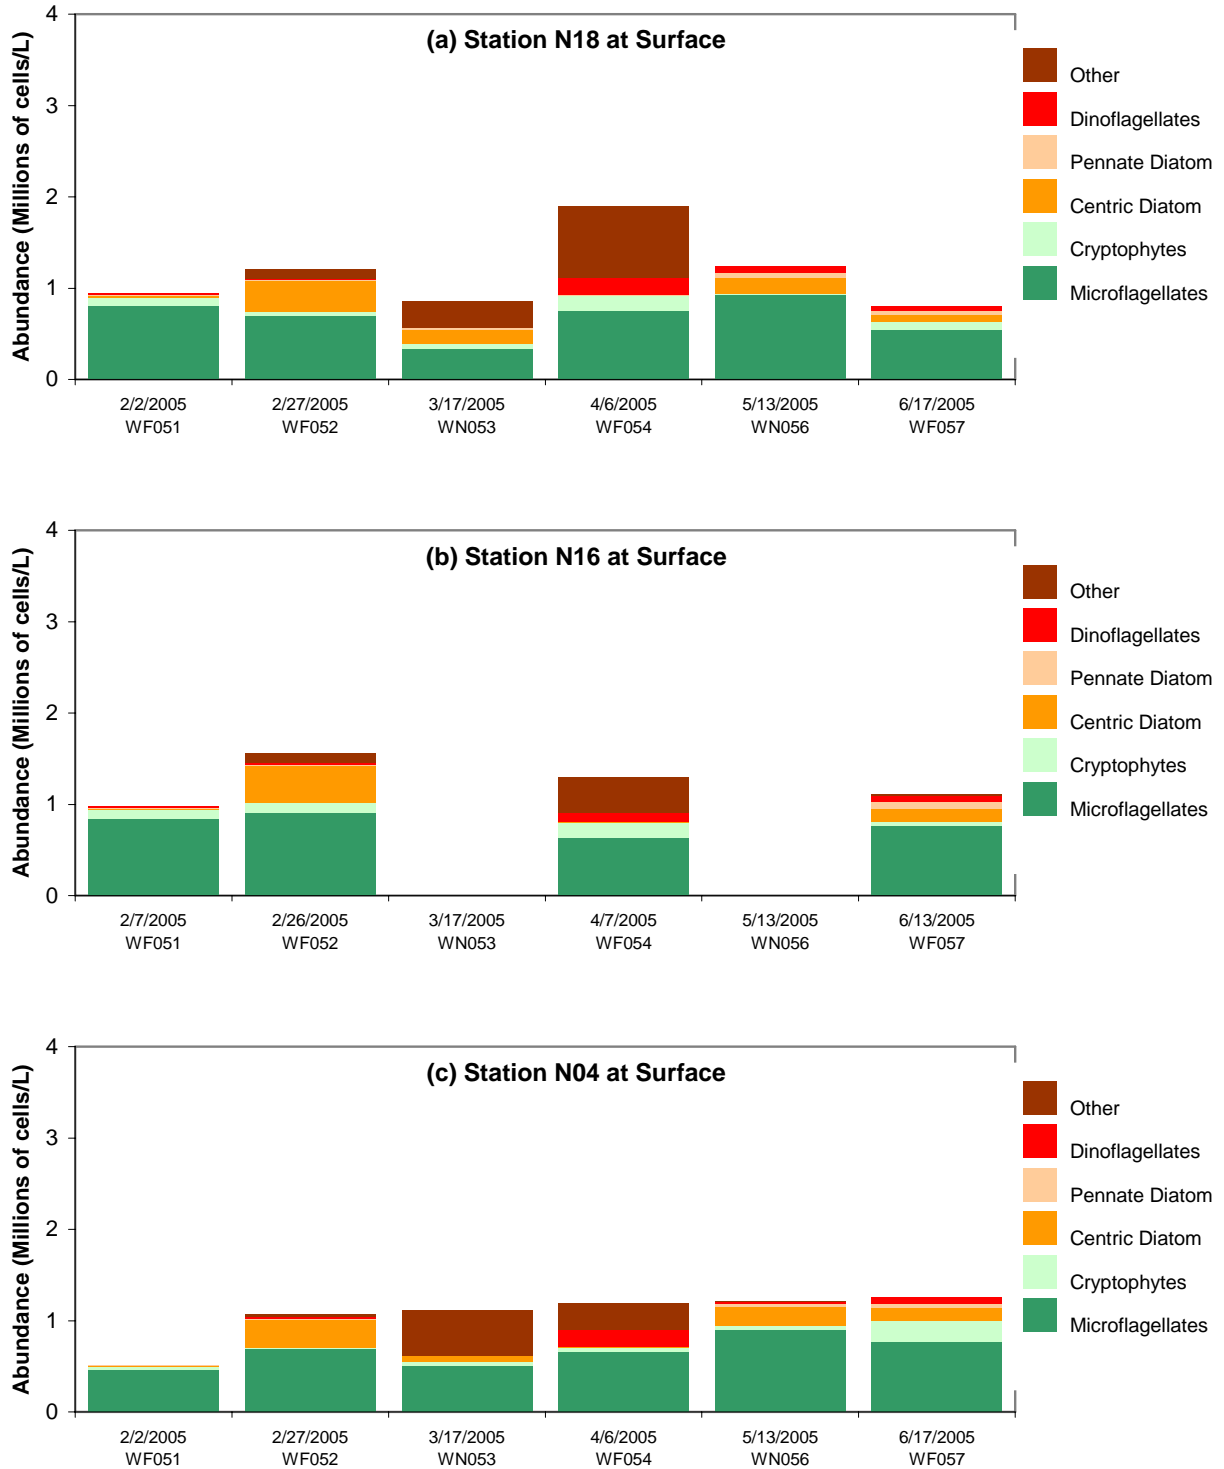 (a) Station N18 at Surface
Abundance (Millions of cells/L)
4
3
2
1
0
2/2/2005
WF051
2/27/2005
WF052
3/17/2005
WN053
4/6/2005
WF054
5/13/2005
WN056
6/17/2005
WF057
Other
Dinoflagellates
Pennate Diatom
Centric Diatom
Cryptophytes
Microflagellates
(b) Station N16 at Surface
Abundance (Millions of cells/L)
4
3
2
1
0
2/7/2005
WF051
2/26/2005
WF052
3/17/2005
WN053
4/7/2005
WF054
5/13/2005
WN056
6/13/2005
WF057
Other
Dinoflagellates
Pennate Diatom
Centric Diatom
Cryptophytes
Microflagellates
(c) Station N04 at Surface
Abundance (Millions of cells/L)
4
3
2
1
0
2/2/2005
WF051
2/27/2005
WF052
3/17/2005
WN053
4/6/2005
WF054
5/13/2005
WN056
6/17/2005
WF057
Other
Dinoflagellates
Pennate Diatom
Centric Diatom
Cryptophytes
Microflagellates